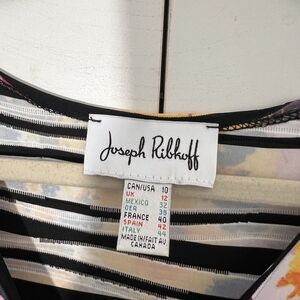 Joseph Ribkoff
CAN/USA 10
UK 12
MEXICO 32
GER 38
FRANCE 40
SPAIN 42
ITALY 44
MADE IN/FAIT AU
CANADA